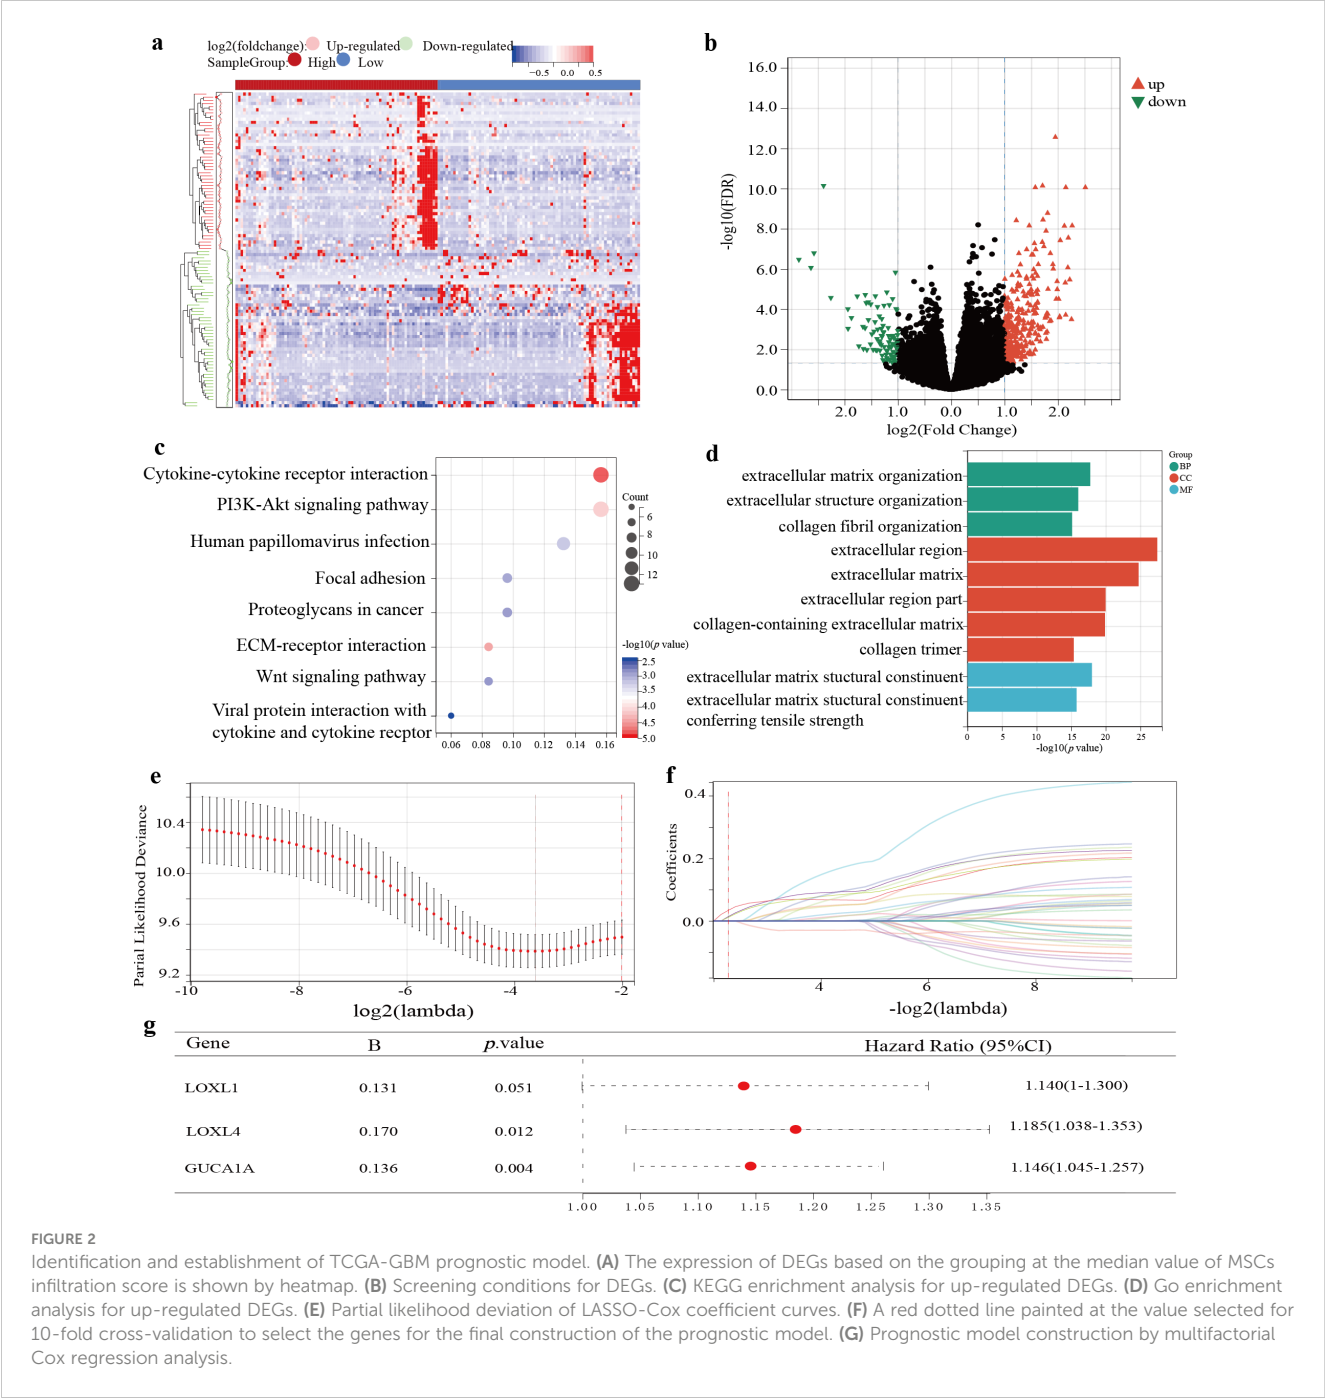 a
log2(foldchange): Up-regulated Down-regulated
SampleGroup: High Low
−0.5 0.0 0.5
b
16.0
14.0
12.0
10.0
8.0
6.0
4.0
2.0
0.0
-log10(FDR)
2.0 1.0 0.0 1.0 2.0
log2(Fold Change)
up
down
c
Cytokine-cytokine receptor interaction
PI3K-Akt signaling pathway
Human papillomavirus infection
Focal adhesion
Proteoglycans in cancer
ECM-receptor interaction
Wnt signaling pathway
Viral protein interaction with
cytokine and cytokine recptor
0.06 0.08 0.10 0.12 0.14 0.16
Count
6
8
10
12
-log10(p value)
2.5
3.0
3.5
4.0
4.5
5.0
d
extracellular matrix organization
extracellular structure organization
collagen fibril organization
extracellular region
extracellular matrix
extracellular region part
collagen-containing extracellular matrix
collagen trimer
extracellular matrix stuctural constinuent
extracellular matrix stuctural constinuent
conferring tensile strength
0 5 10 15 20 25
-log10(p value)
Group
BP
CC
MF
e
Parial Likelihood Deviance
10.4
10.0
9.6
9.2
-10 -8 -6 -4 -2
log2(lambda)
f
Coefficients
0.4
0.2
0.0
4 6 8
-log2(lambda)
g
Gene B p.value Hazard Ratio (95%CI)
LOXL1 0.131 0.051 1.140(1-1.300)
LOXL4 0.170 0.012 1.185(1.038-1.353)
GUCA1A 0.136 0.004 1.146(1.045-1.257)
1.00 1.05 1.10 1.15 1.20 1.25 1.30 1.35
FIGURE 2
Identification and establishment of TCGA-GBM prognostic model. (A) The expression of DEGs based on the grouping at the median value of MSCs
infiltration score is shown by heatmap. (B) Screening conditions for DEGs. (C) KEGG enrichment analysis for up-regulated DEGs. (D) Go enrichment
analysis for up-regulated DEGs. (E) Partial likelihood deviation of LASSO-Cox coefficient curves. (F) A red dotted line painted at the value selected for
10-fold cross-validation to select the genes for the final construction of the prognostic model. (G) Prognostic model construction by multifactorial
Cox regression analysis.